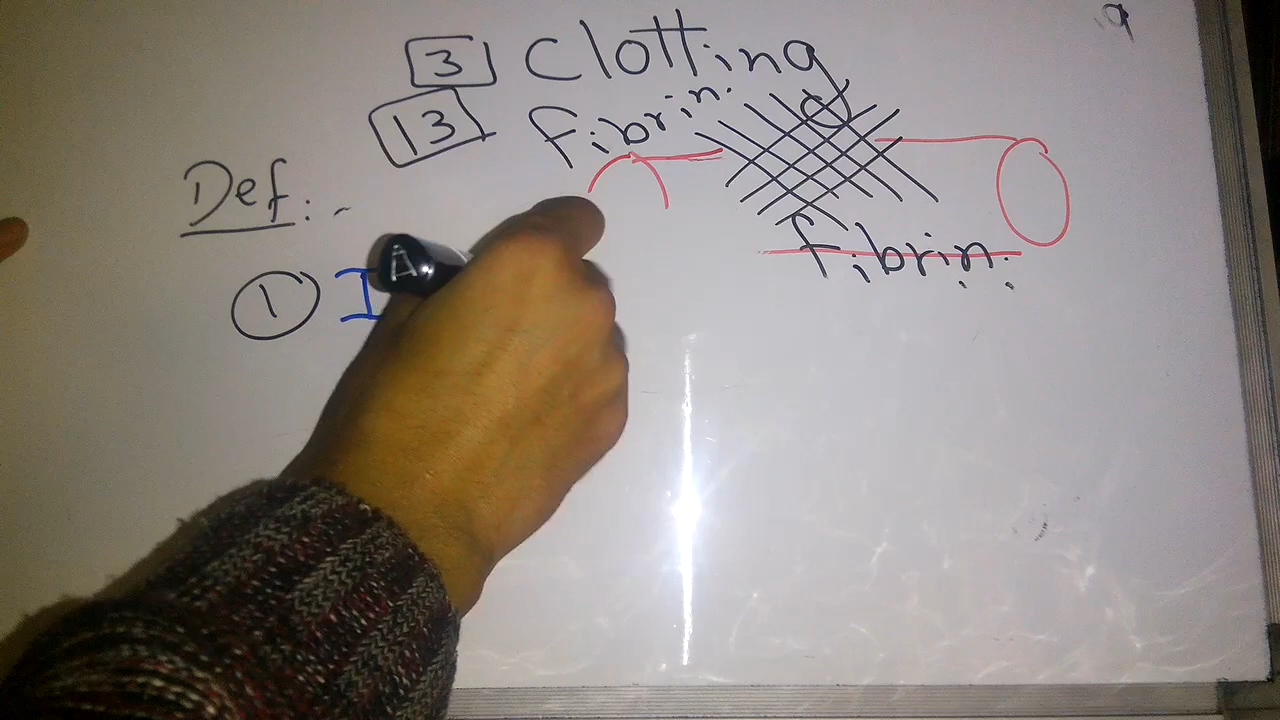 3 Clotting
13 fibrin.
Def:-
fibrin.
1 I
A